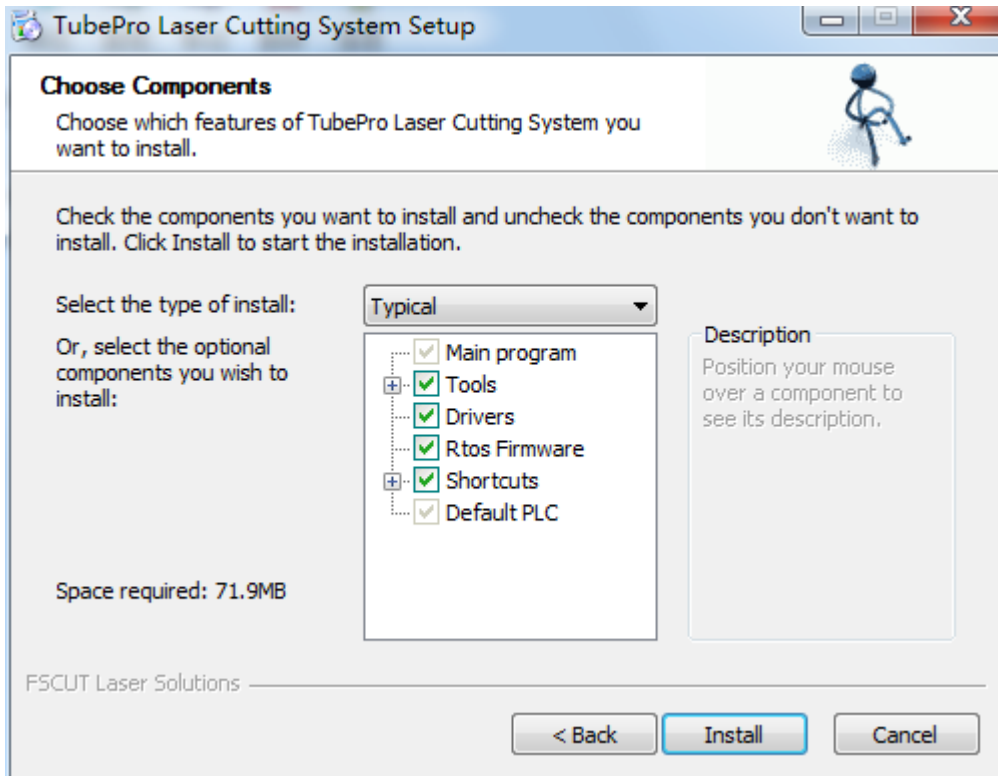 TubePro Laser Cutting System Setup
Choose Components
Choose which features of TubePro Laser Cutting System you
want to install.
Check the components you want to install and uncheck the components you don't want to
install. Click Install to start the installation.
Select the type of install:
Typical
Or, select the optional
components you wish to
install:
Main program
Tools
Drivers
Rtos Firmware
Shortcuts
Default PLC
Description
Position your mouse
over a component to
see its description.
Space required: 71.9MB
FSCUT Laser Solutions
< Back
Install
Cancel